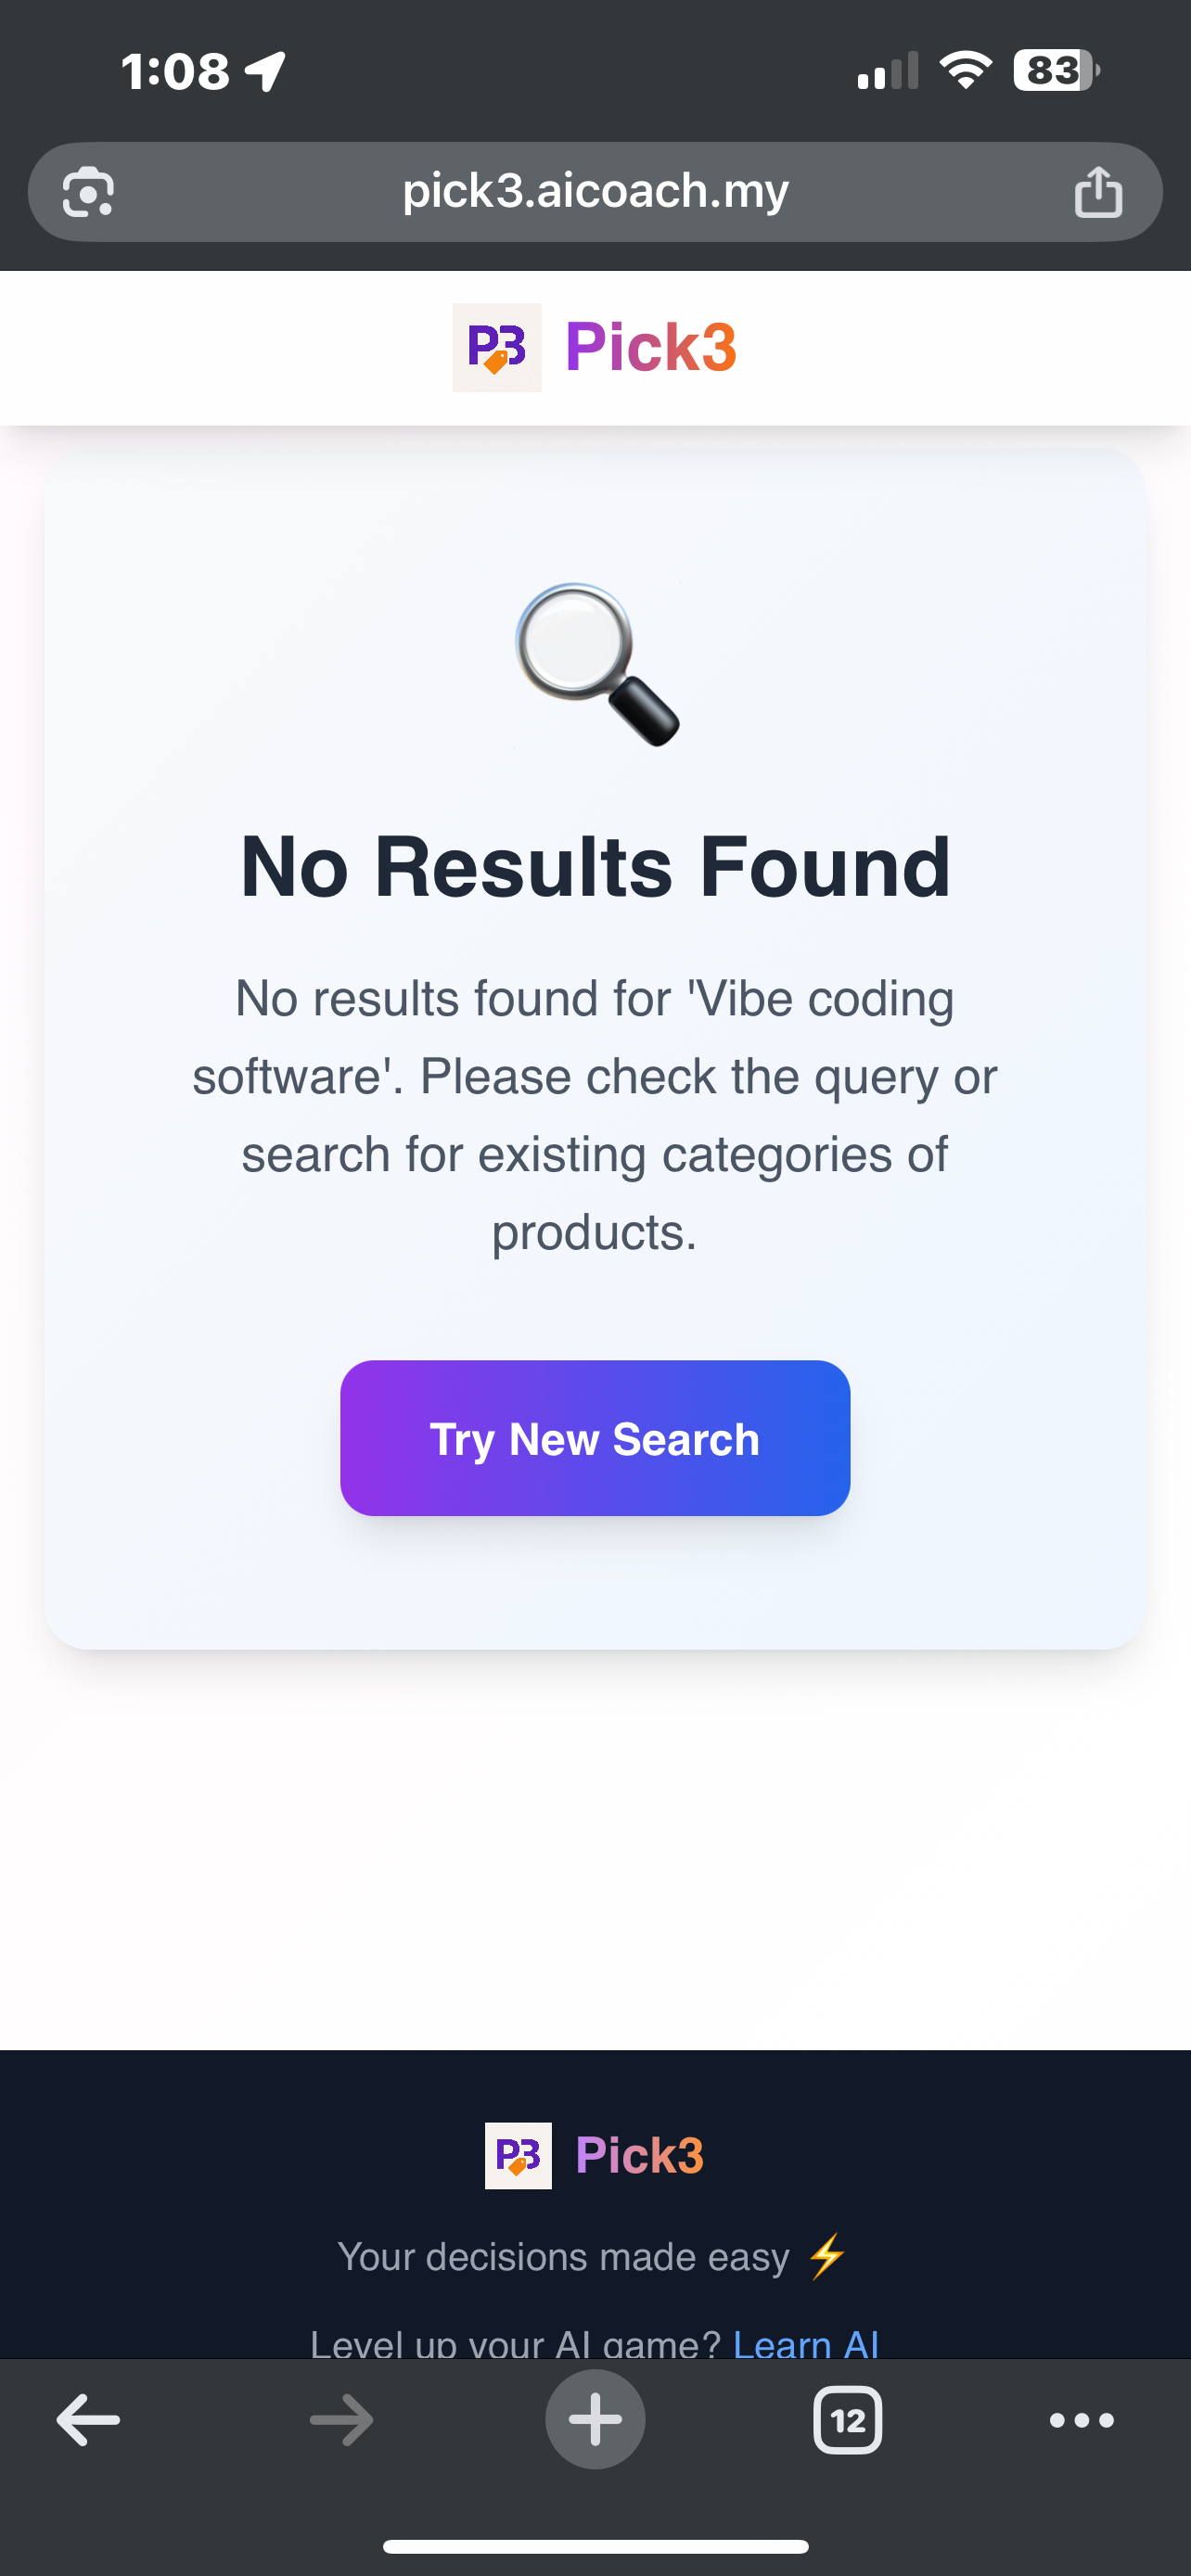 1:08
83
pick3.aicoach.my
P3 Pick3
No Results Found
No results found for 'Vibe coding
software'. Please check the query or
search for existing categories of
products.
Try New Search
P3 Pick3
Your decisions made easy ⚡
Level up your AI game? Learn AI
12